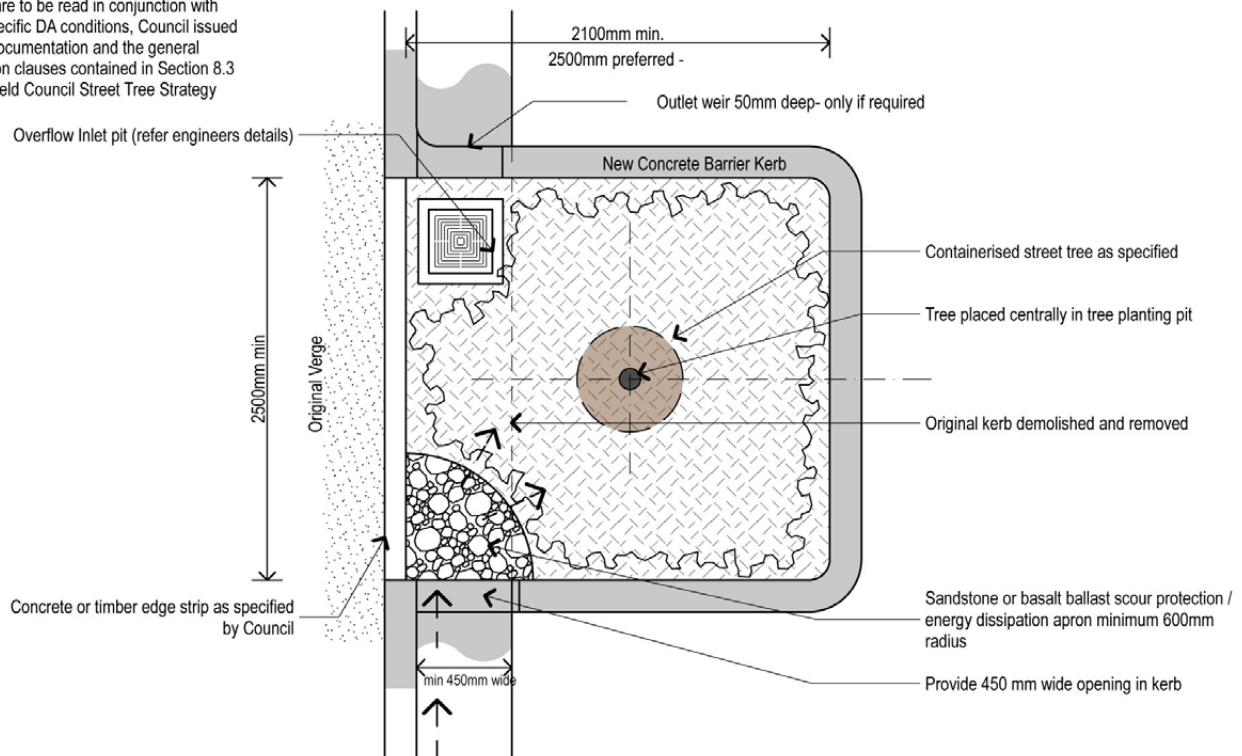 are to be read in conjunction with
ecific DA conditions, Council issued
ocumentation and the general
on clauses contained in Section 8.3
eld Council Street Tree Strategy
2100mm min.
2500mm preferred -
Outlet weir 50mm deep- only if required
Overflow Inlet pit (refer engineers details)
New Concrete Barrier Kerb
Containerised street tree as specified
Tree placed centrally in tree planting pit
2500mm min
Original Verge
Original kerb demolished and removed
Concrete or timber edge strip as specified
by Council
Sandstone or basalt ballast scour protection /
energy dissipation apron minimum 600mm
radius
min 450mm wide
Provide 450 mm wide opening in kerb